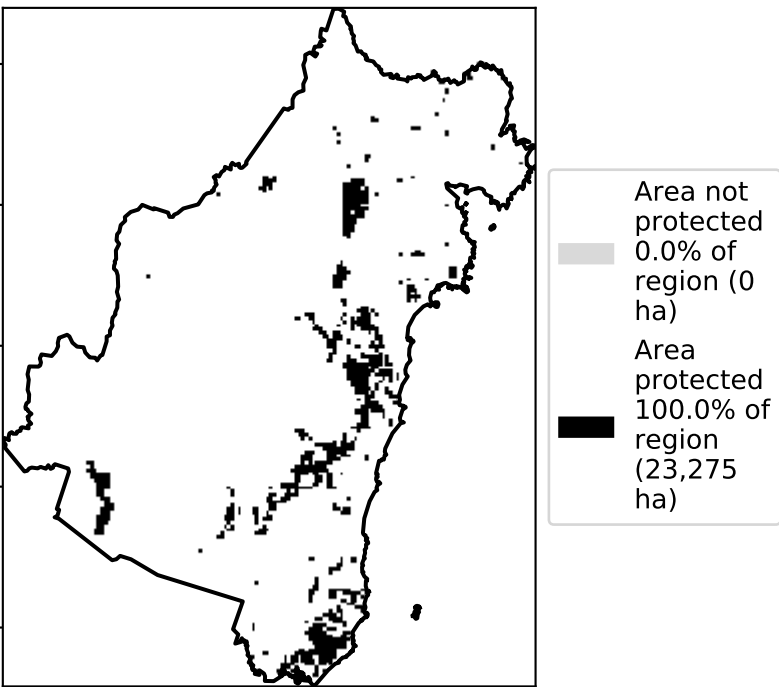 Area not
protected
0.0% of
region (0
ha)
Area
protected
100.0% of
region
(23,275
ha)